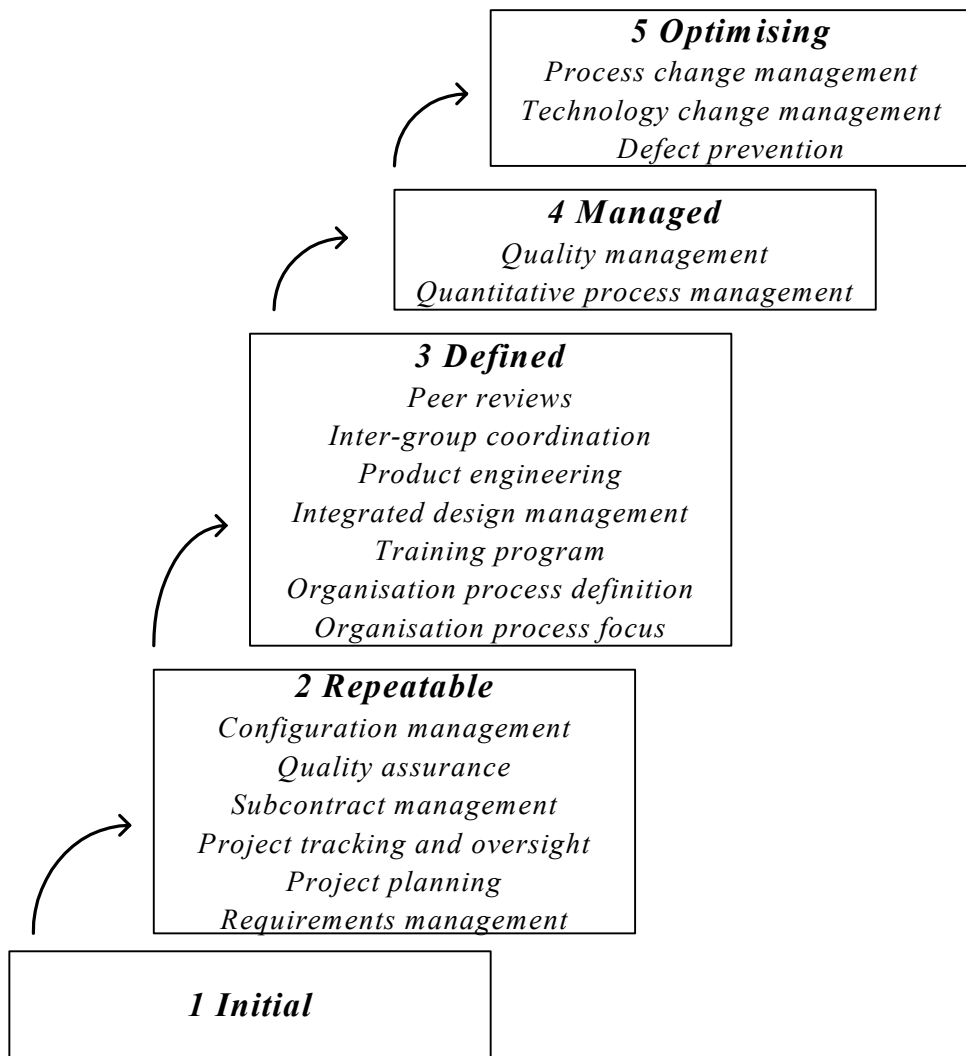 5 Optimising
Process change management
Technology change management
Defect prevention
4 Managed
Quality management
Quantitative process management
3 Defined
Peer reviews
Inter-group coordination
Product engineering
Integrated design management
Training program
Organisation process definition
Organisation process focus
2 Repeatable
Configuration management
Quality assurance
Subcontract management
Project tracking and oversight
Project planning
Requirements management
1 Initial